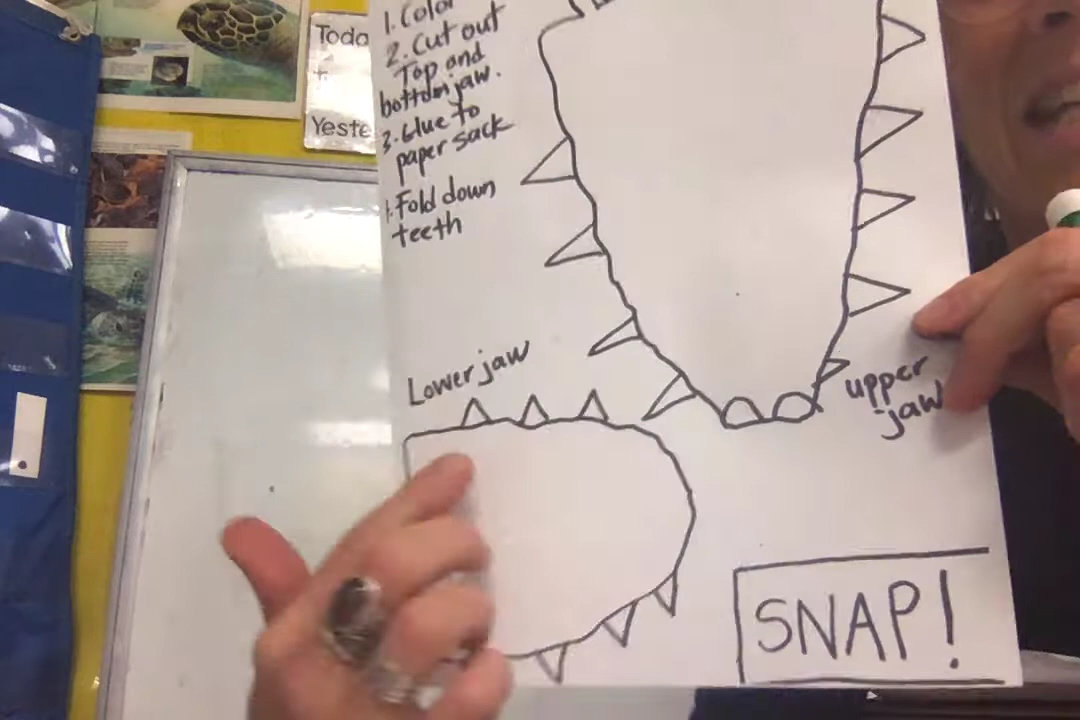 Toda
Yeste
1. Color
2. Cut out
Top and
bottom jaw.
3. Glue to
paper sack
Fold down
teeth
Lower jaw
upper
jaw
SNAP!